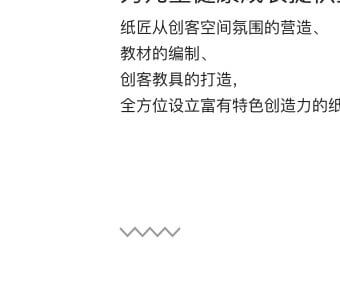 纸匠从创客空间氛围的营造、
教材的编制、
创客教具的打造，
全方位设立富有特色创造力的纸